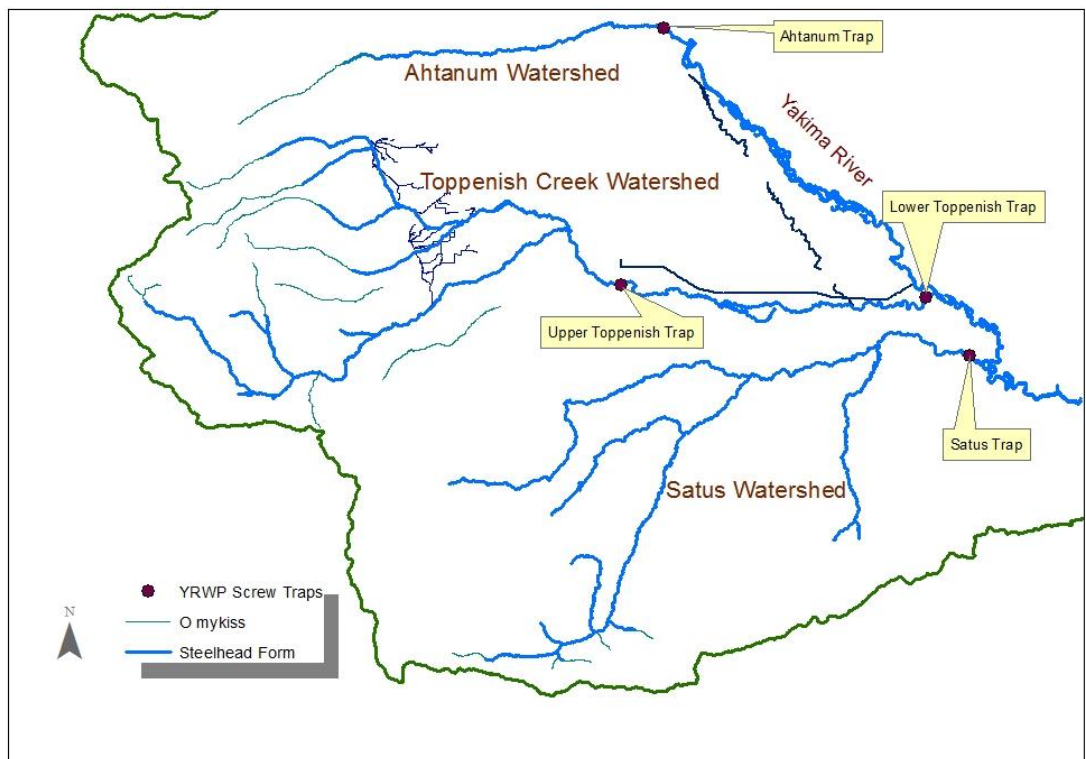 Ahtanum Trap
Ahtanum Watershed
Yakima River
Toppenish Creek Watershed
Lower Toppenish Trap
Upper Toppenish Trap
Satus Trap
Satus Watershed
YRWP Screw Traps
O mykiss
Steelhead Form
N